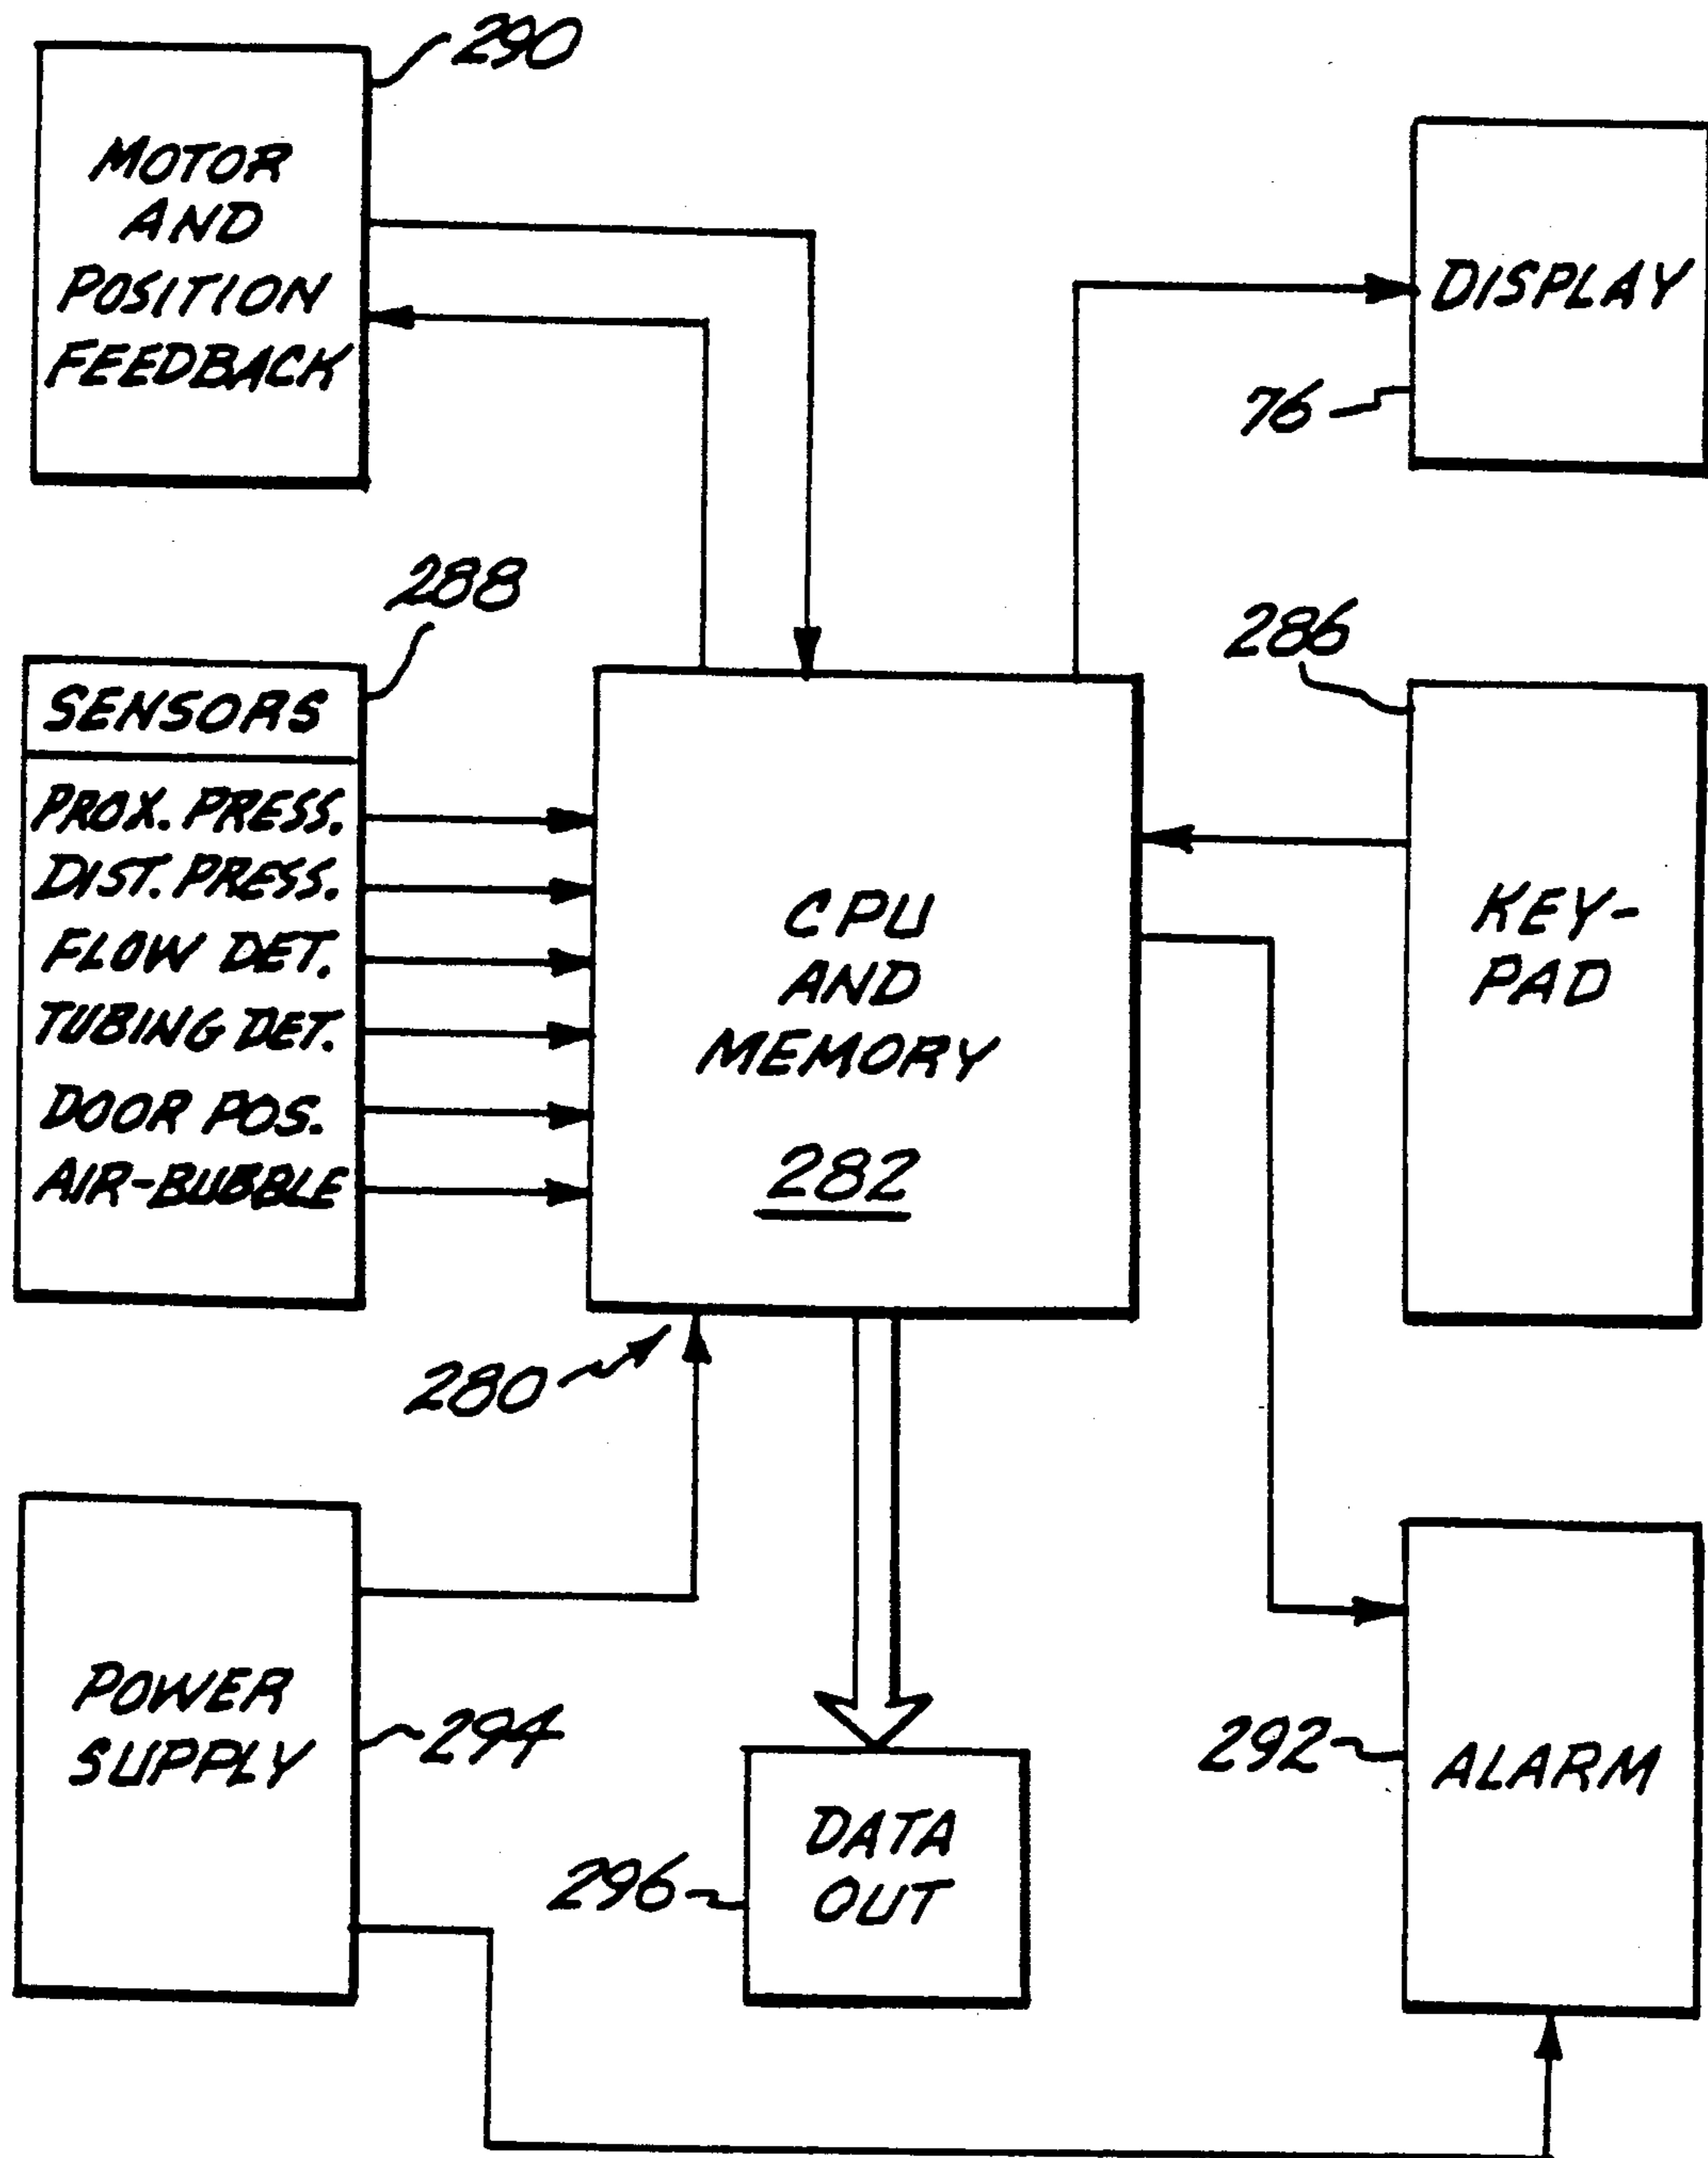 290
MOTOR
AND
POSITION
FEEDBACK
DISPLAY
76
288
SENSORS
PROX. PRESS.
DIST. PRESS.
FLOW DET.
TUBING DET.
DOOR POS.
AIR-BUBBLE
CPU
AND
MEMORY
282
286
KEY-
PAD
280
POWER
SUPPLY
294
DATA
OUT
296
292
ALARM